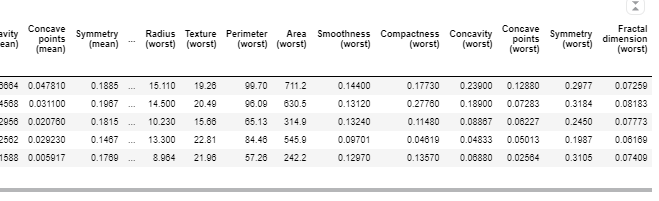 Concave Fractal
avity Concave points Symmetry ... Radius Texture Perimeter Area Smoothness Compactness Concavity Concave points Symmetry Fractal dimension
ean) (mean) (mean) (worst) (worst) (worst) (worst) (worst) (worst) (worst) (worst) (worst) (worst)
6664 0.047810 0.1885 ... 15.110 19.26 99.70 711.2 0.14400 0.17730 0.23900 0.12880 0.2977 0.07259
4568 0.031100 0.1967 ... 14.500 20.49 96.09 630.5 0.13120 0.27760 0.18900 0.07283 0.3184 0.08183
2956 0.020760 0.1815 ... 10.230 15.66 65.13 314.9 0.13240 0.11480 0.08867 0.06227 0.2450 0.07773
2562 0.029230 0.1467 ... 13.300 22.81 84.46 545.9 0.09701 0.04619 0.04833 0.05013 0.1987 0.06169
1588 0.005917 0.1769 ... 8.964 21.96 57.26 242.2 0.12970 0.13570 0.06880 0.02564 0.3105 0.07409